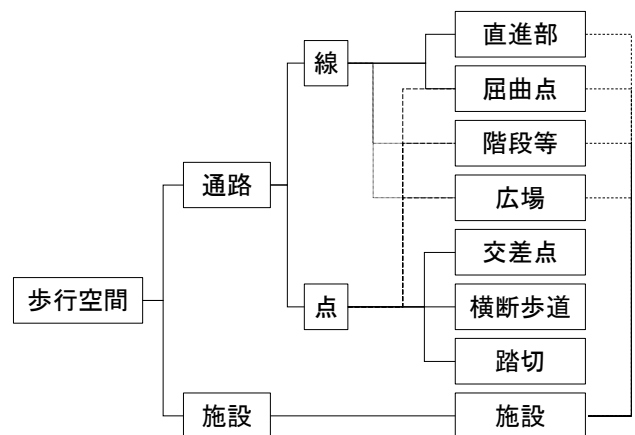 直進部
線
屈曲点
階段等
通路
広場
交差点
歩行空間
点
横断歩道
踏切
施設
施設